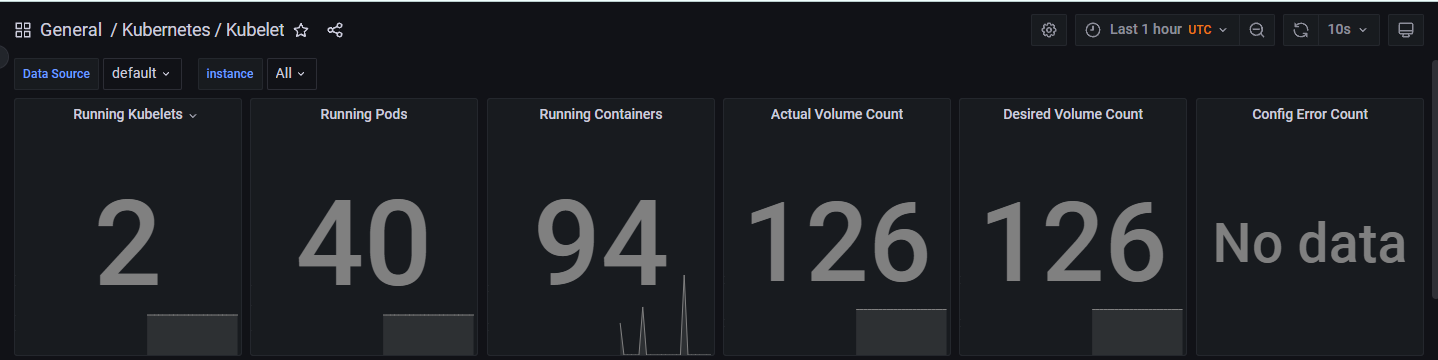 General / Kubernetes / Kubelet
Last 1 hour UTC
10s
Data Source default instance All
Running Kubelets
2
Running Pods
40
Running Containers
94
Actual Volume Count
126
Desired Volume Count
126
Config Error Count
No data